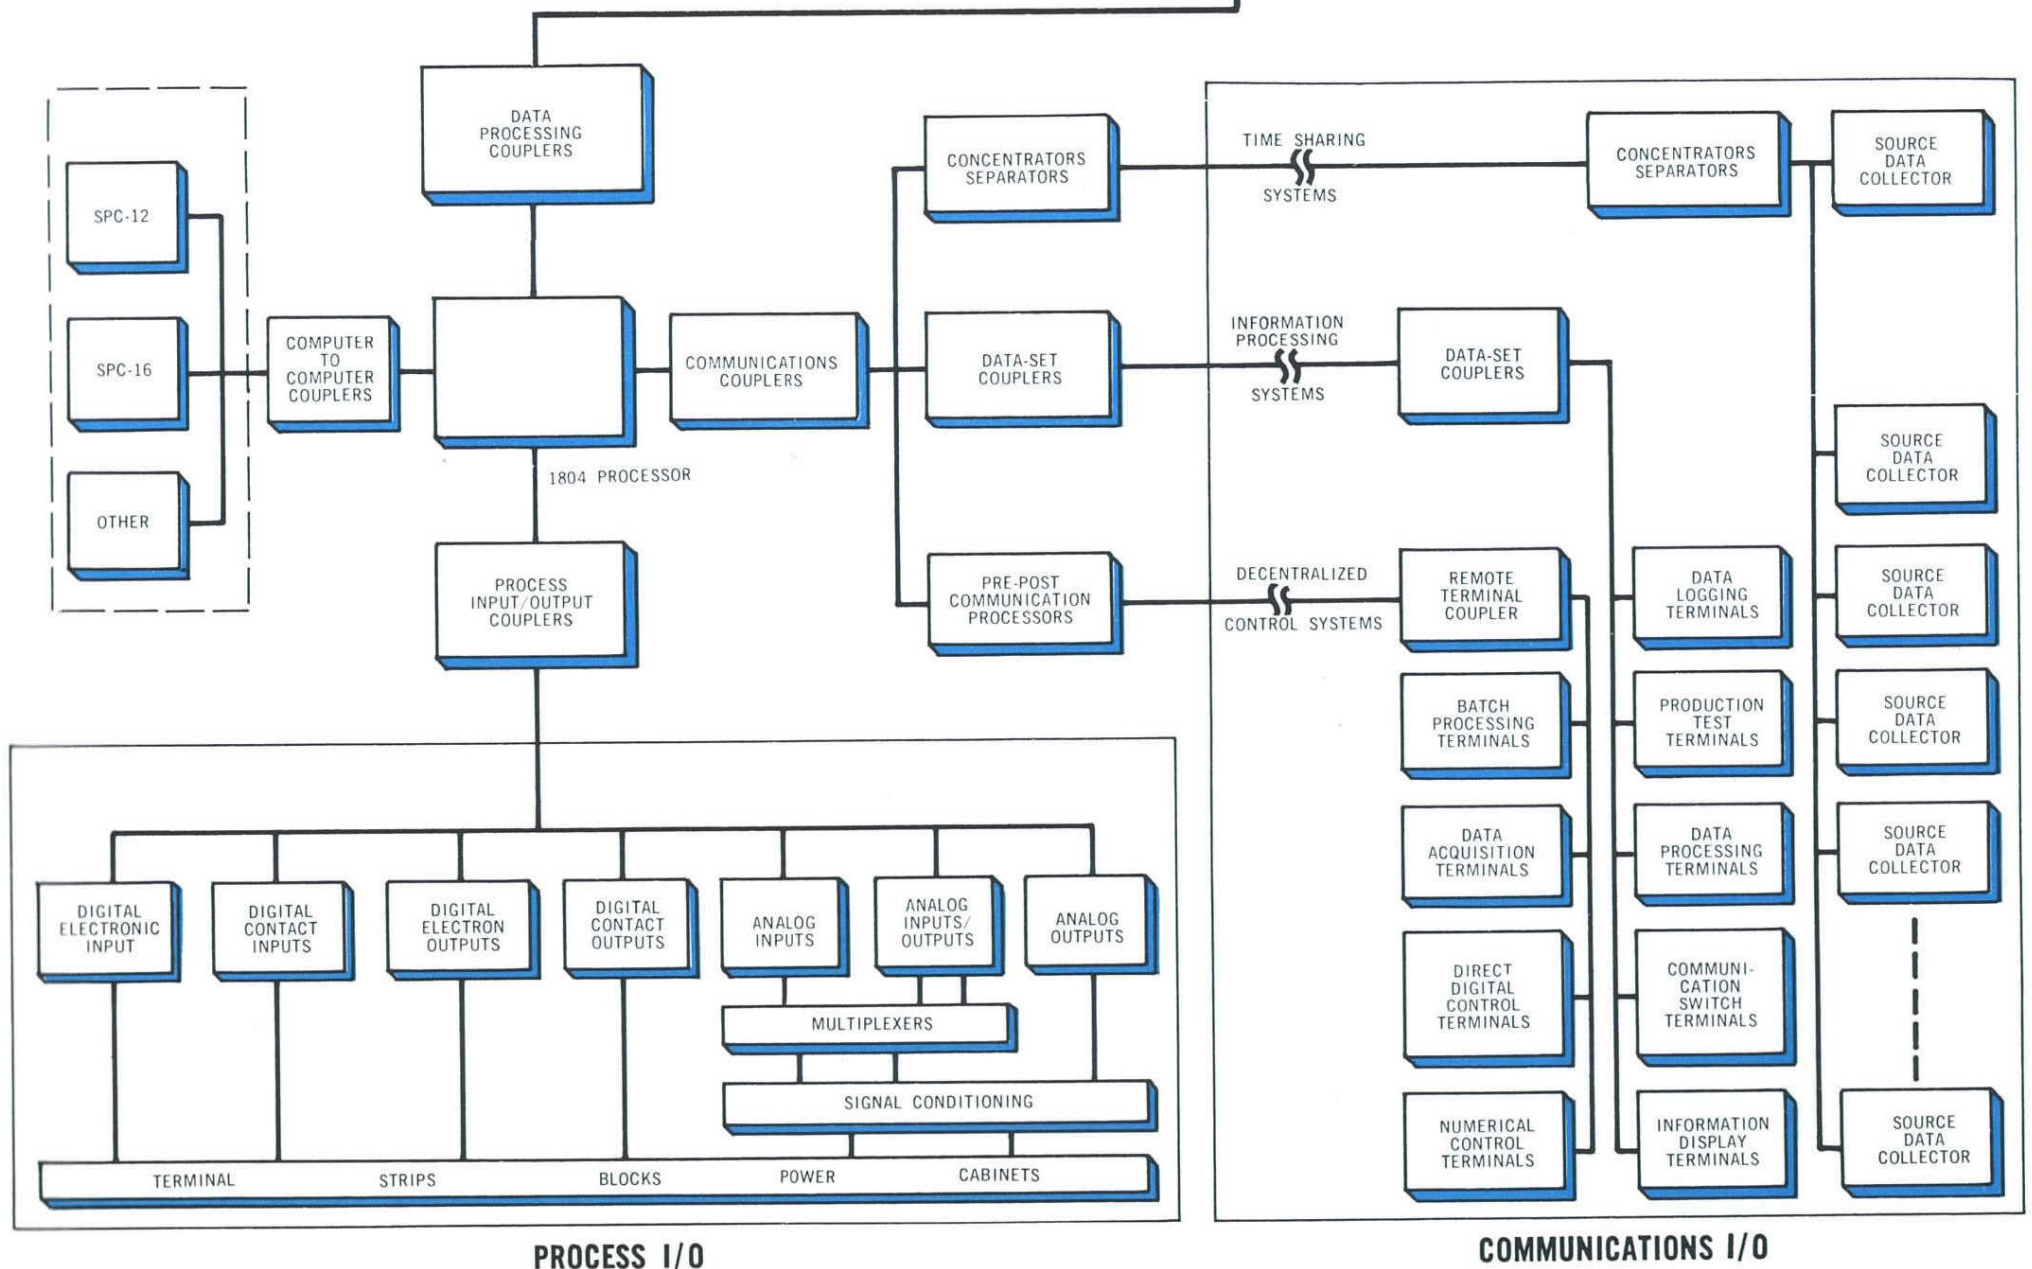 DATA
PROCESSING
COUPLERS
SPC-12
SPC-16
OTHER
COMPUTER
TO
COMPUTER
COUPLERS
1804 PROCESSOR
COMMUNICATIONS
COUPLERS
CONCENTRATORS
SEPARATORS
DATA-SET
COUPLERS
PRE-POST
COMMUNICATION
PROCESSORS
PROCESS
INPUT/OUTPUT
COUPLERS
DIGITAL
ELECTRONIC
INPUT
DIGITAL
CONTACT
INPUTS
DIGITAL
ELECTRON
OUTPUTS
DIGITAL
CONTACT
OUTPUTS
ANALOG
INPUTS
ANALOG
INPUTS/
OUTPUTS
ANALOG
OUTPUTS
MULTIPLEXERS
SIGNAL CONDITIONING
TERMINAL STRIPS BLOCKS POWER CABINETS
PROCESS I/O
TIME SHARING
SYSTEMS
CONCENTRATORS
SEPARATORS
SOURCE
DATA
COLLECTOR
INFORMATION
PROCESSING
SYSTEMS
DATA-SET
COUPLERS
SOURCE
DATA
COLLECTOR
DECENTRALIZED
CONTROL SYSTEMS
REMOTE
TERMINAL
COUPLER
DATA
LOGGING
TERMINALS
SOURCE
DATA
COLLECTOR
BATCH
PROCESSING
TERMINALS
PRODUCTION
TEST
TERMINALS
SOURCE
DATA
COLLECTOR
DATA
ACQUISITION
TERMINALS
DATA
PROCESSING
TERMINALS
SOURCE
DATA
COLLECTOR
DIRECT
DIGITAL
CONTROL
TERMINALS
COMMUNI-
CATION
SWITCH
TERMINALS
NUMERICAL
CONTROL
TERMINALS
INFORMATION
DISPLAY
TERMINALS
SOURCE
DATA
COLLECTOR
COMMUNICATIONS I/O